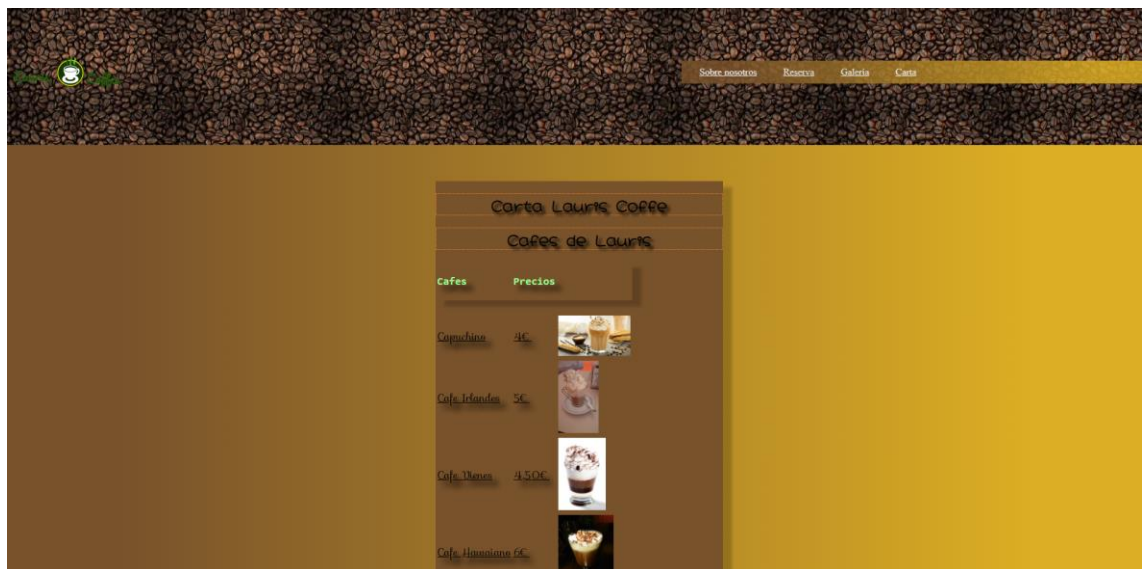 Sobre nosotros Reserva Galeria Carta
Carta Lauris Coffe
Cafes de Lauris
Cafes Precios
Capuchino 4€
Cafe Irlandes 5€
Cafe Vienes 4.50€
Cafe Hawaiano 6€